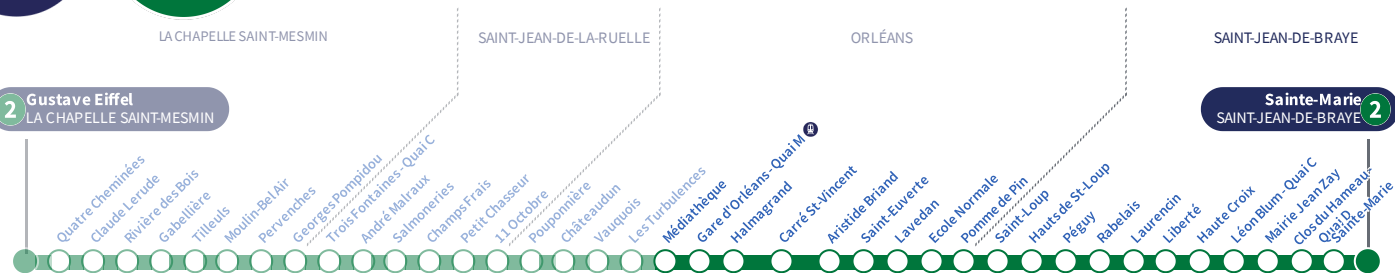 LA CHAPELLE SAINT-MESMIN
SAINT-JEAN-DE-LA-RUELLE
ORLÉANS
SAINT-JEAN-DE-BRAYE
2
Gustave Eiffel
LA CHAPELLE SAINT-MESMIN
Sainte-Marie
SAINT-JEAN-DE-BRAYE
2
Quatre Cheminées
Claude Lerude
Rivière des Bois
Gabellière
Tilleuls
Moulin-Bel Air
Pervenches
Georges Pompidou
Trois Fontaines - Quai C
André Malraux
Salmoneries
Champs Frais
Petit Chasseur
11 Octobre
Pouponnière
Châteaudun
Vauquois
Les Turbulences
Médiathèque
Gare d'Orléans - Quai M
Halmagrand
Carré St-Vincent
Aristide Briand
Saint-Euverte
Lavedan
Ecole Normale
Pomme de Pin
Saint-Loup
Hauts de St-Loup
Péguy
Rabelais
Laurencin
Liberté
Haute Croix
Léon Blum - Quai C
Mairie Jean Zay
Clos du Hameau -
Quai D
Sainte-Marie